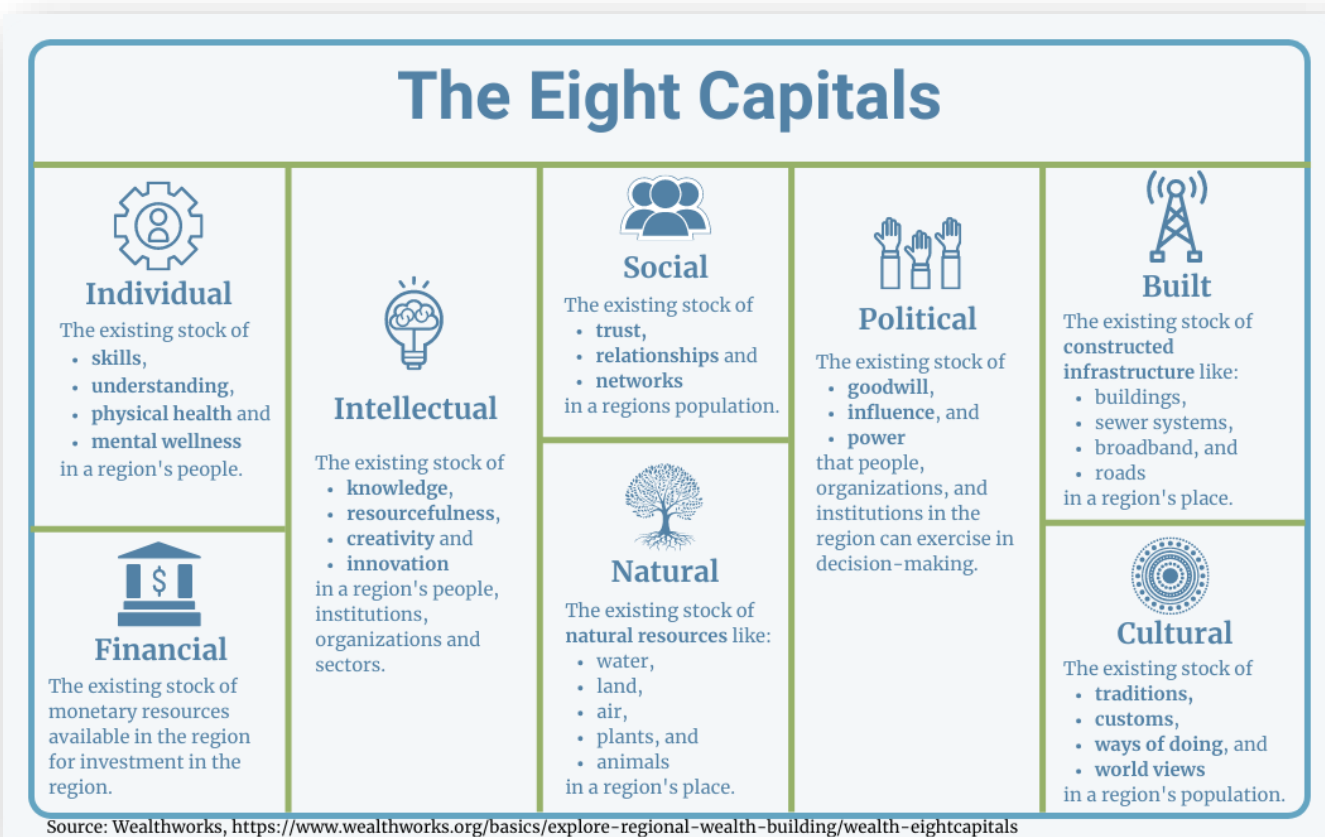 The Eight Capitals
Individual
The existing stock of
• skills,
• understanding,
• physical health and
• mental wellness
in a region's people.
Financial
The existing stock of
monetary resources
available in the region
for investment in the
region.
Intellectual
The existing stock of
• knowledge,
• resourcefulness,
• creativity and
• innovation
in a region's people,
institutions,
organizations and
sectors.
Social
The existing stock of
• trust,
• relationships and
• networks
in a regions population.
Natural
The existing stock of
natural resources like:
• water,
• land,
• air,
• plants, and
• animals
in a region's place.
Political
The existing stock of
• goodwill,
• influence, and
• power
that people,
organizations, and
institutions in the
region can exercise in
decision-making.
Built
The existing stock of
constructed
infrastructure like:
• buildings,
• sewer systems,
• broadband, and
• roads
in a region's place.
Cultural
The existing stock of
• traditions,
• customs,
• ways of doing, and
• world views
in a region's population.
Source: Wealthworks, https://www.wealthworks.org/basics/explore-regional-wealth-building/wealth-eightcapitals